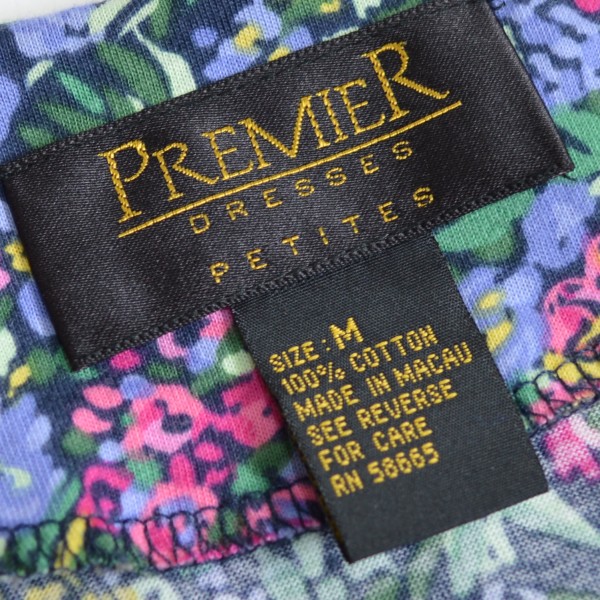 PREMIER
DRESSES
PETITES
SIZE: M
100% COTTON
MADE IN MACAU
SEE REVERSE
FOR CARE
RN 58665